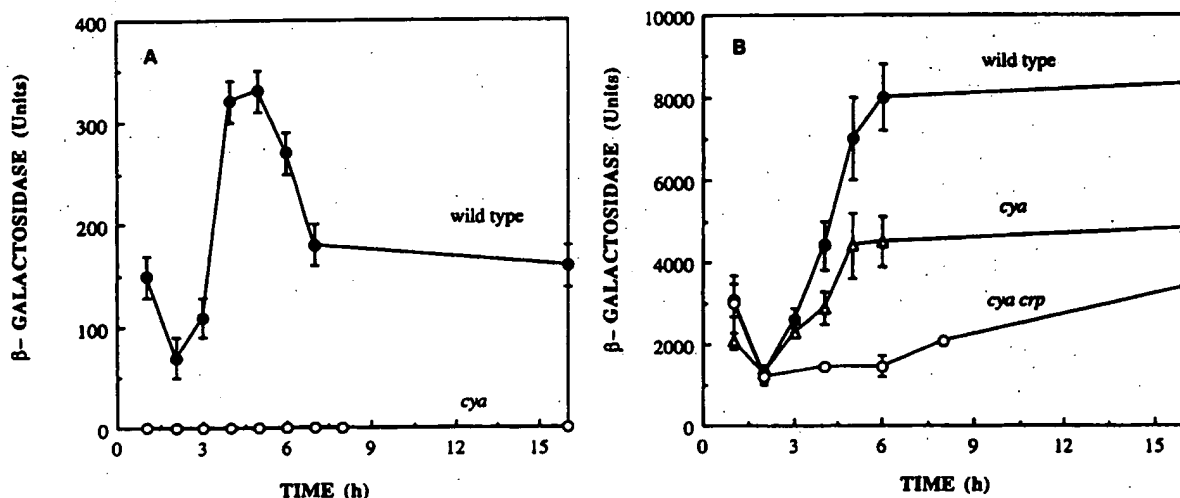 A
β- GALACTOSIDASE (Units)
400
300
200
100
0
wild type
cya
0
3
6
9
12
15
TIME (h)
B
β- GALACTOSIDASE (Units)
10000
8000
6000
4000
2000
0
wild type
cya
cya crp
0
3
6
9
12
15
TIME (h)